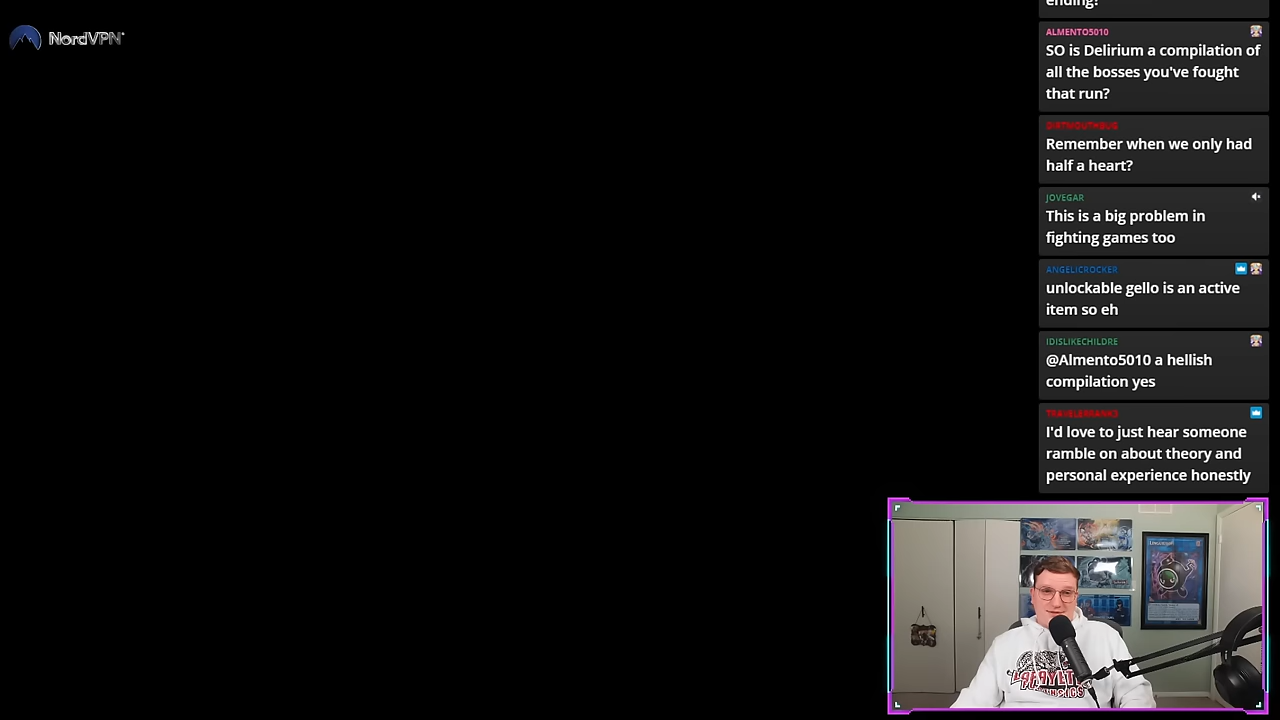 NordVPN
ending?
ALMENTO5010
SO is Delirium a compilation of
all the bosses you've fought
that run?
Remember when we only had
half a heart?
JOVEGAR
This is a big problem in
fighting games too
ANGELICROCKER
unlockable gello is an active
item so eh
IDISLIKECHILDRE
@Almento5010 a hellish
compilation yes
I'd love to just hear someone
ramble on about theory and
personal experience honestly